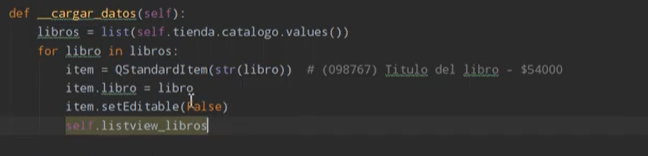 def __cargar_datos(self):
    libros = list(self.tienda.catalogo.values())
    for libro in libros:
        item = QStandardItem(str(libro))  # (098767) Titulo del libro - $54000
        item.libro = libro
        item.setEditable(False)
        self.listview_libros